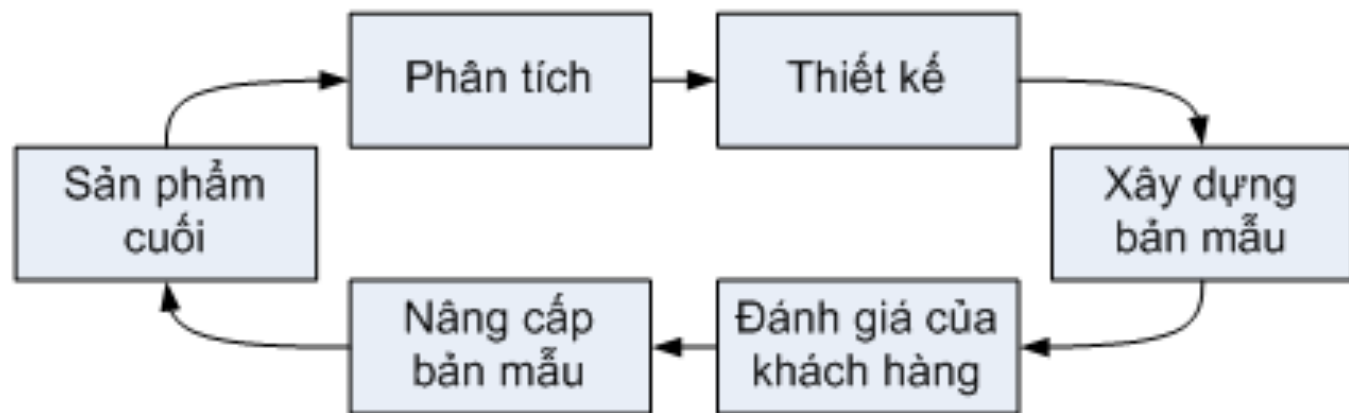 Phân tích
Thiết kế
Xây dựng
bản mẫu
Đánh giá của
khách hàng
Nâng cấp
bản mẫu
Sản phẩm
cuối